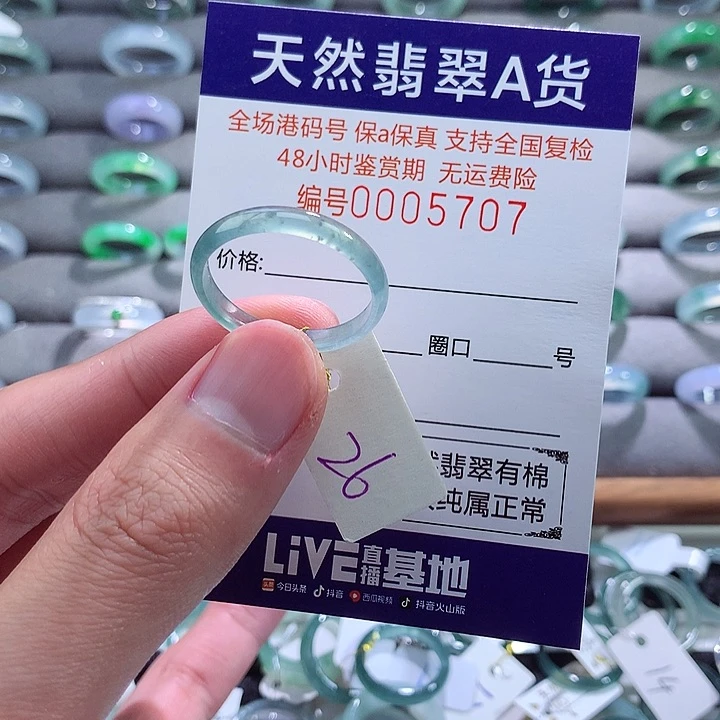 天然翡翠A货
全场港码号 保a保真 支持全国复检
48小时鉴赏期 无运费险
编号0005707
价格:
圈口 号
26
翡翠有棉
纯属正常
LiVE直播基地
头条 今日头条 抖音 西瓜视频 抖音火山版
14